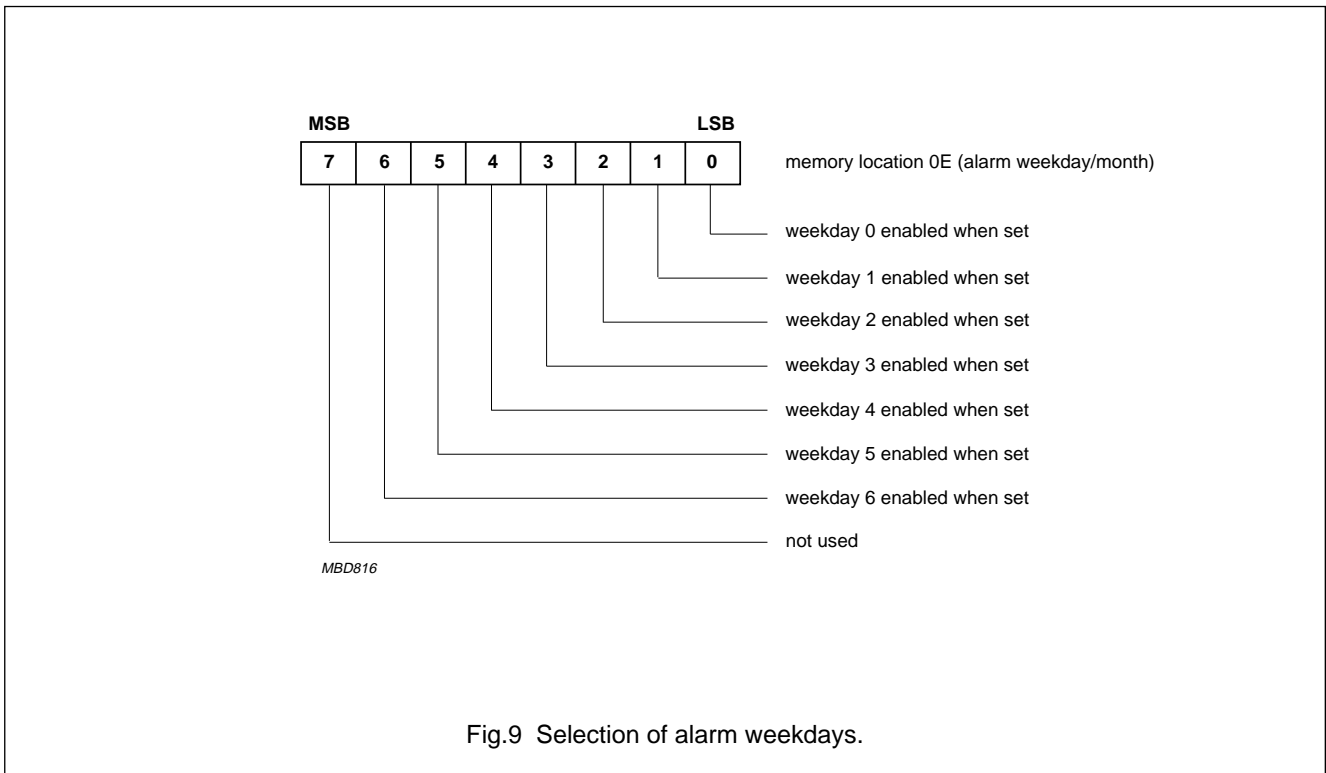 MSB LSB
7 6 5 4 3 2 1 0 memory location 0E (alarm weekday/month)
weekday 0 enabled when set
weekday 1 enabled when set
weekday 2 enabled when set
weekday 3 enabled when set
weekday 4 enabled when set
weekday 5 enabled when set
weekday 6 enabled when set
not used
MBD816
Fig.9 Selection of alarm weekdays.